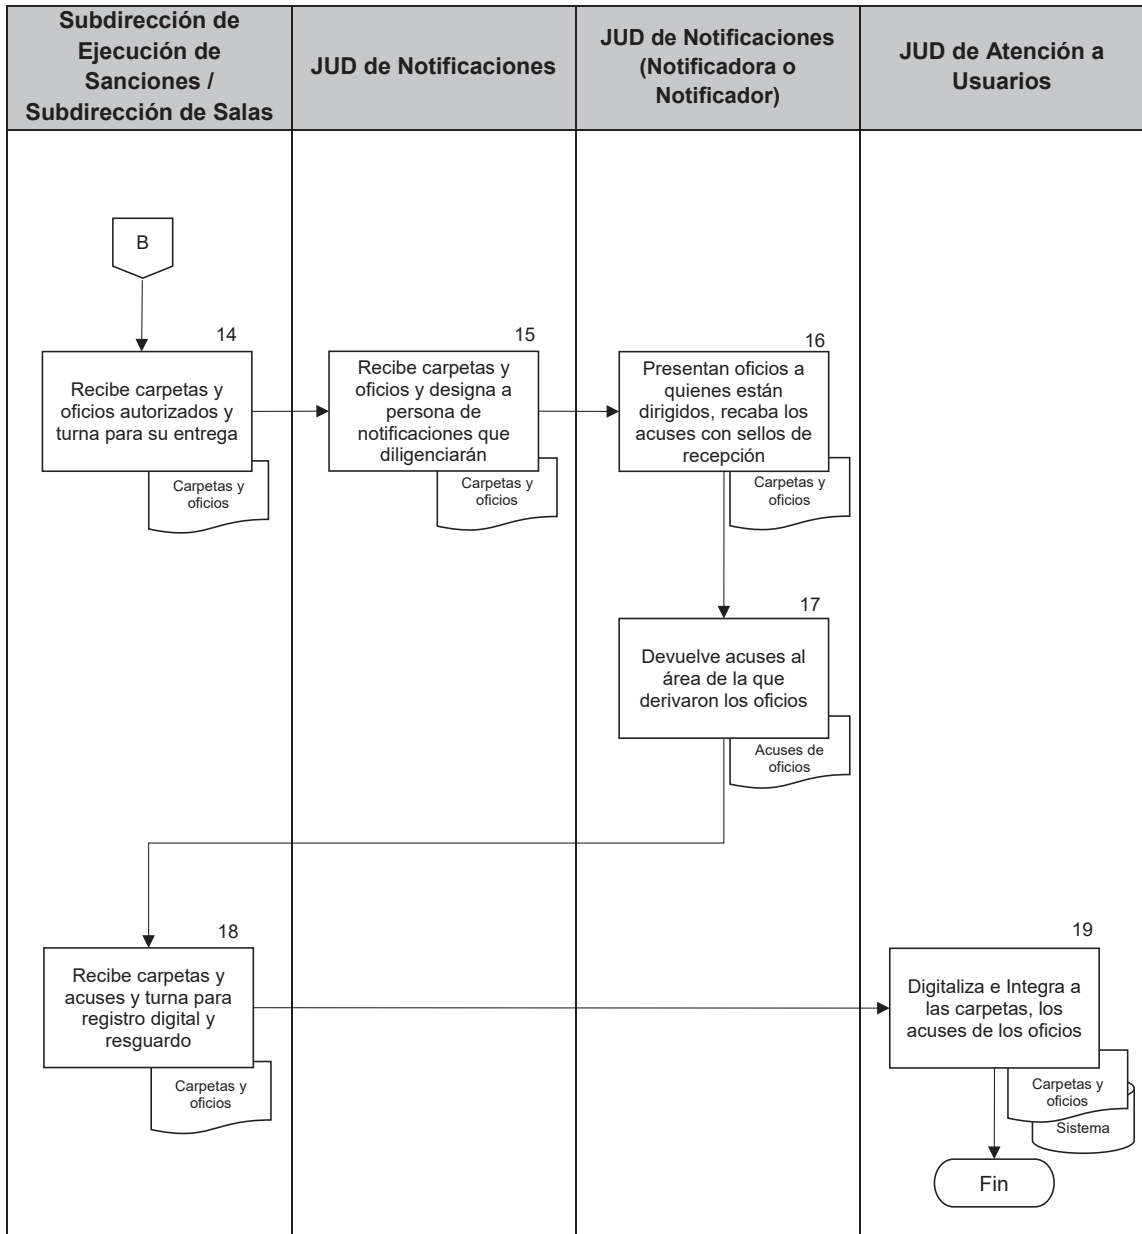 Subdirección de
Ejecución de
Sanciones /
Subdirección de Salas
JUD de Notificaciones
JUD de Notificaciones
(Notificadora o
Notificador)
JUD de Atención a
Usuarios
B
14
Recibe carpetas y
oficios autorizados y
turna para su entrega
Carpetas y
oficios
15
Recibe carpetas y
oficios y designa a
persona de
notificaciones que
diligenciarán
Carpetas y
oficios
16
Presentan oficios a
quienes están
dirigidos, recaba los
acuses con sellos de
recepción
Carpetas y
oficios
17
Devuelve acuses al
área de la que
derivaron los oficios
Acuses de
oficios
18
Recibe carpetas y
acuses y turna para
registro digital y
resguardo
Carpetas y
oficios
19
Digitaliza e Integra a
las carpetas, los
acuses de los oficios
Carpetas y
oficios
Sistema
Fin